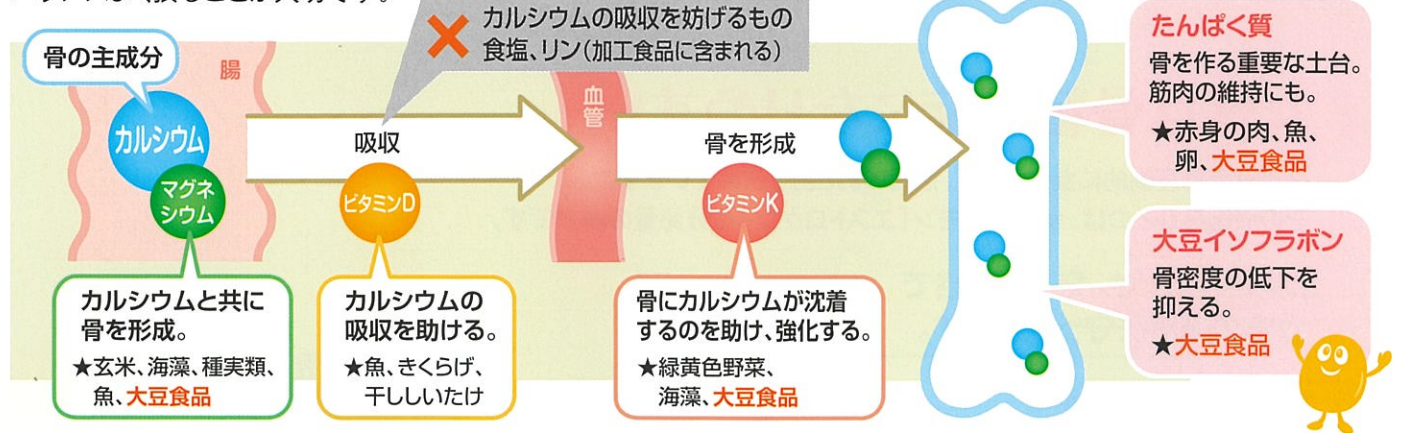 カルシウムの吸収を妨げるもの
食塩、リン(加工食品に含まれる)
骨の主成分
腸
カルシウム
マグネ
シウム
吸収
ビタミンD
血管
骨を形成
ビタミンK
カルシウムと共に
骨を形成。
★玄米、海藻、種実類、
魚、大豆食品
カルシウムの
吸収を助ける。
★魚、きくらげ、
干ししいたけ
骨にカルシウムが沈着
するのを助け、強化する。
★緑黄色野菜、
海藻、大豆食品
たんぱく質
骨を作る重要な土台。
筋肉の維持にも。
★赤身の肉、魚、
卵、大豆食品
大豆イソフラボン
骨密度の低下を
抑える。
★大豆食品